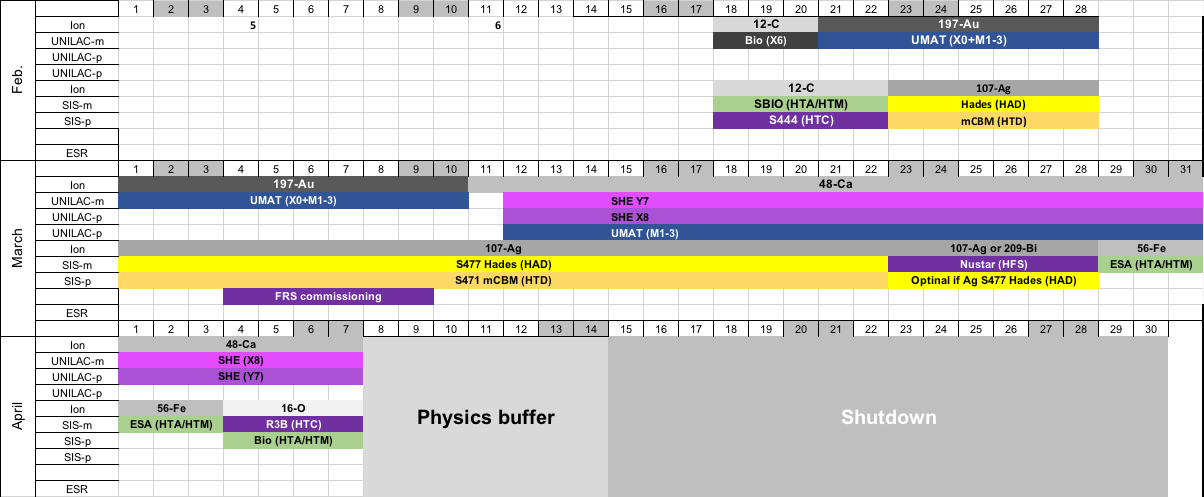 Feb.
1 2 3 4 5 6 7 8 9 10 11 12 13 14 15 16 17 18 19 20 21 22 23 24 25 26 27 28
Ion 5 6 12-C 197-Au
UNILAC-m Bio (X6) UMAT (X0+M1-3)
UNILAC-p
UNILAC-p
Ion 12-C 107-Ag
SIS-m SBIO (HTA/HTM) Hades (HAD)
SIS-p S444 (HTC) mCBM (HTD)
ESR
March
1 2 3 4 5 6 7 8 9 10 11 12 13 14 15 16 17 18 19 20 21 22 23 24 25 26 27 28 29 30 31
Ion 197-Au 48-Ca
UNILAC-m UMAT (X0+M1-3) SHE Y7
UNILAC-p SHE X8
UNILAC-p UMAT (M1-3)
Ion 107-Ag 107-Ag or 209-Bi 56-Fe
SIS-m S477 Hades (HAD) Nustar (HFS) ESA (HTA/HTM)
SIS-p S471 mCBM (HTD) Optinal if Ag S477 Hades (HAD)
FRS commissioning
ESR
April
1 2 3 4 5 6 7 8 9 10 11 12 13 14 15 16 17 18 19 20 21 22 23 24 25 26 27 28 29 30
Ion 48-Ca
UNILAC-m SHE (X8)
UNILAC-p SHE (Y7)
UNILAC-p
Ion 56-Fe 16-O
SIS-m ESA (HTA/HTM) R3B (HTC) Physics buffer Shutdown
SIS-p Bio (HTA/HTM)
ESR